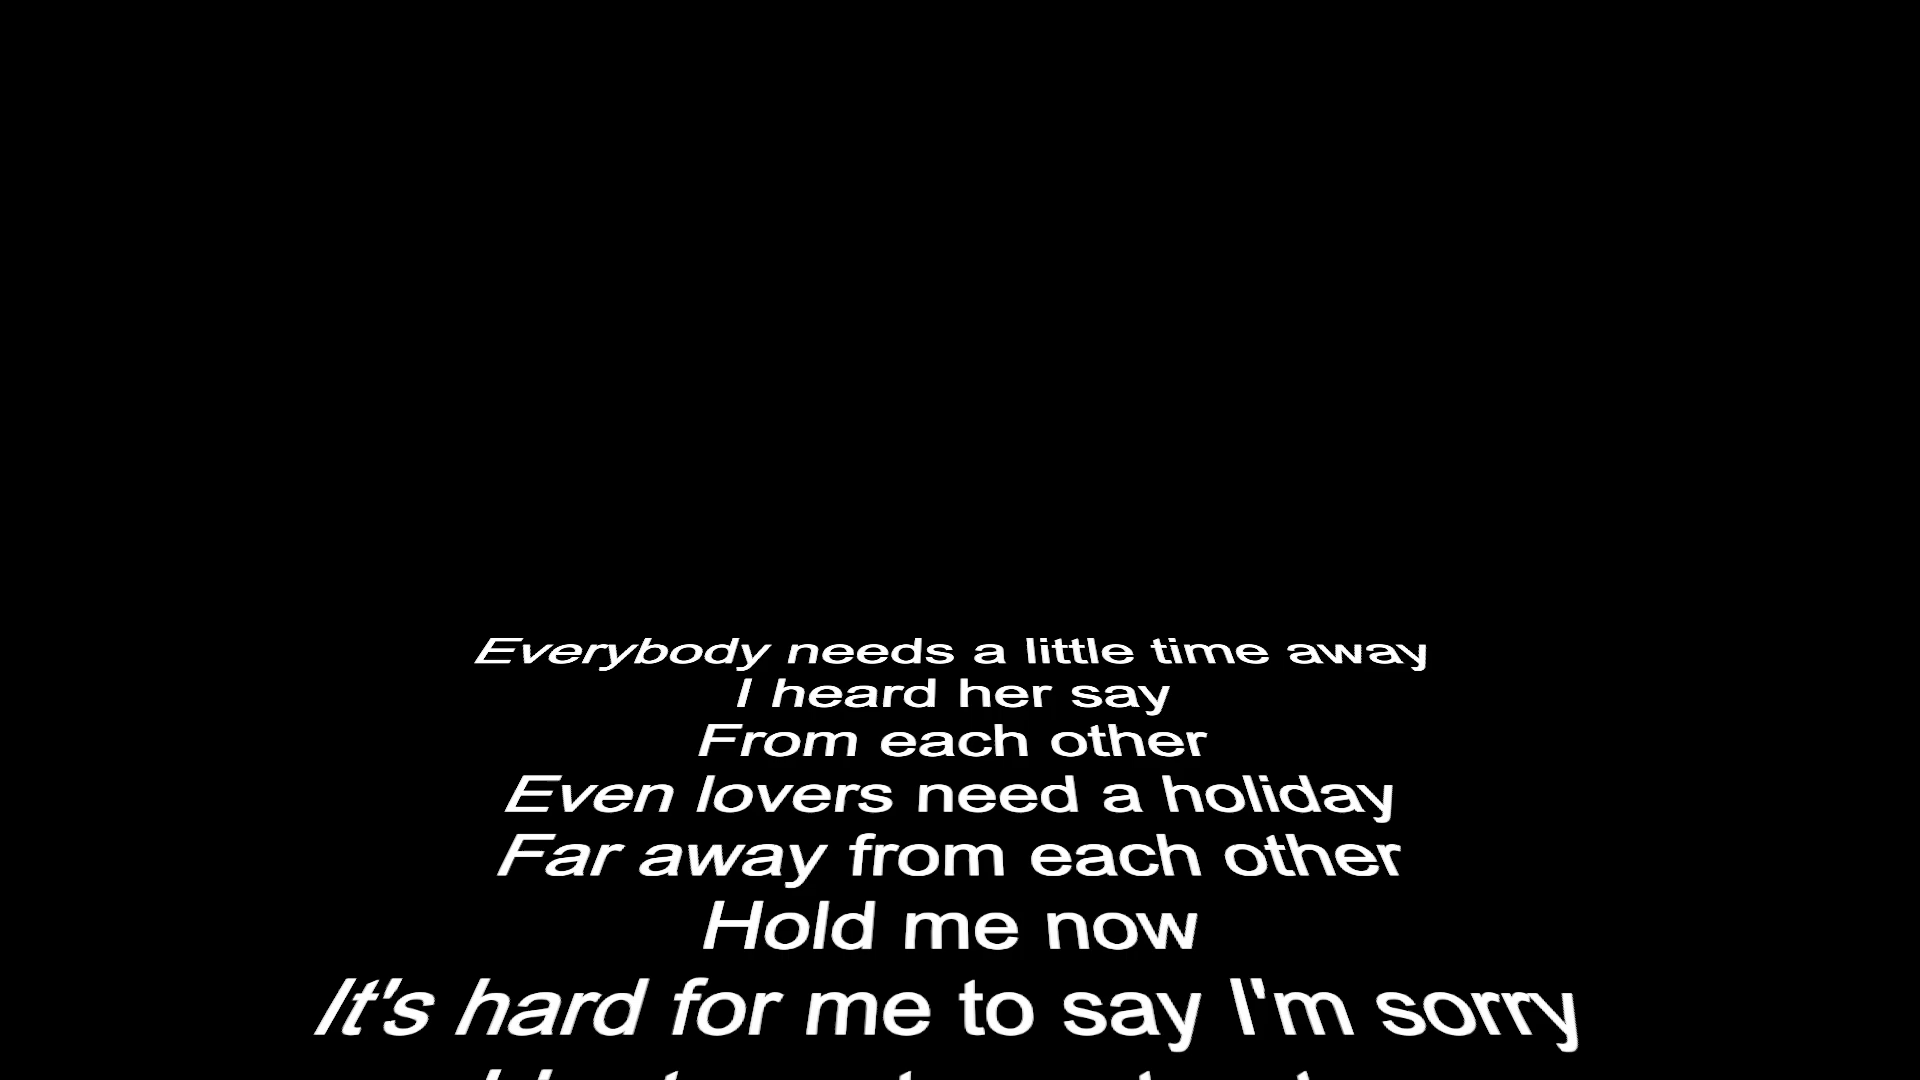 Everybody needs a little time away
I heard her say
From each other
Even lovers need a holiday
Far away from each other
Hold me now
It's hard for me to say I'm sorry